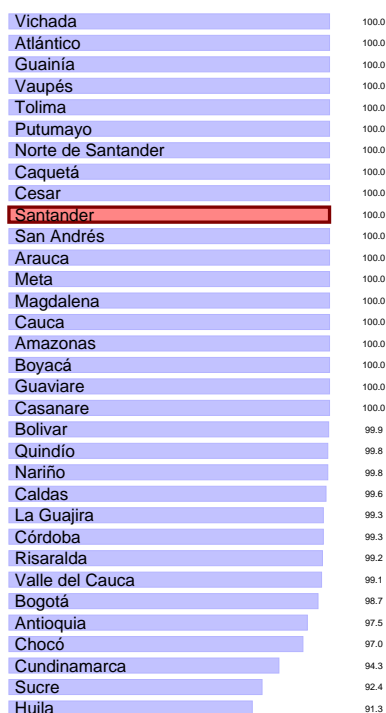 Vichada 100.0
Atlántico 100.0
Guainía 100.0
Vaupés 100.0
Tolima 100.0
Putumayo 100.0
Norte de Santander 100.0
Caquetá 100.0
Cesar 100.0
Santander 100.0
San Andrés 100.0
Arauca 100.0
Meta 100.0
Magdalena 100.0
Cauca 100.0
Amazonas 100.0
Boyacá 100.0
Guaviare 100.0
Casanare 100.0
Bolivar 99.9
Quindío 99.8
Nariño 99.8
Caldas 99.6
La Guajira 99.3
Córdoba 99.3
Risaralda 99.2
Valle del Cauca 99.1
Bogotá 98.7
Antioquia 97.5
Chocó 97.0
Cundinamarca 94.3
Sucre 92.4
Huila 91.3